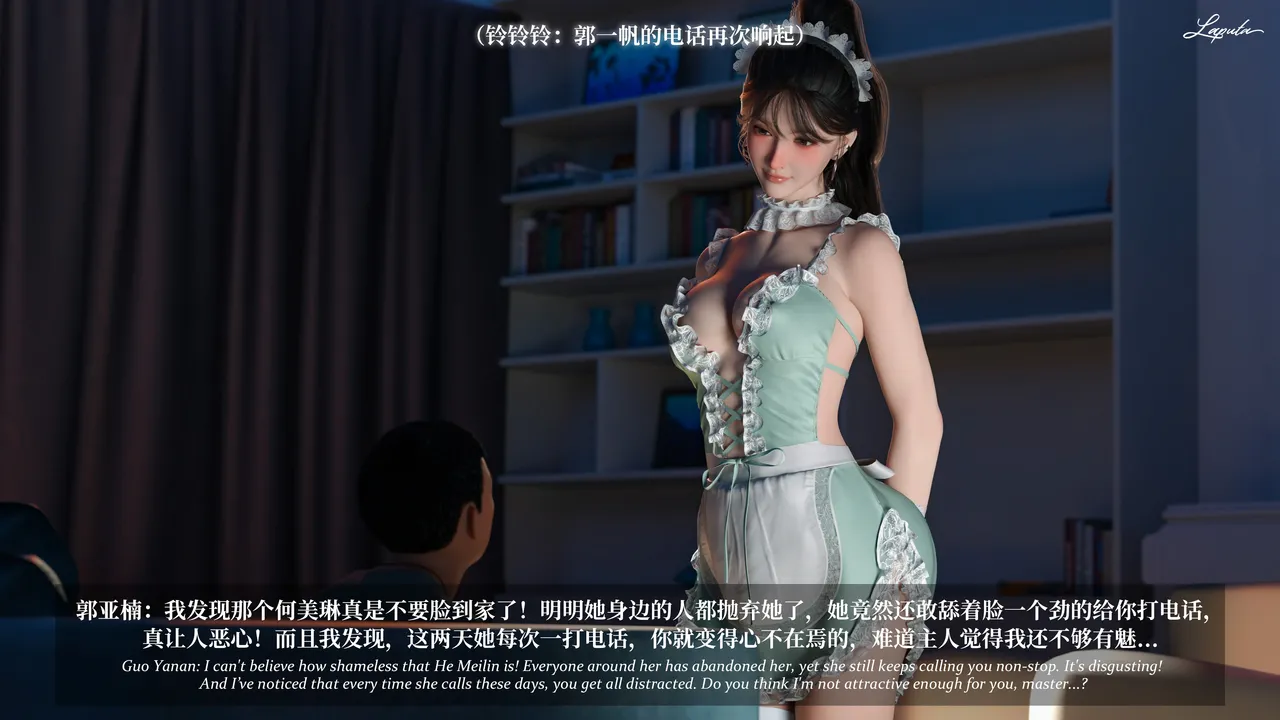 （铃铃铃：郭一帆的电话再次响起）
Laputa
郭亚楠：我发现那个何美琳真是不要脸到家了！明明她身边的人都抛弃她了，她竟然还敢舔着脸一个劲的给你打电话，
真让人恶心！而且我发现，这两天她每次一打电话，你就变得心不在焉的，难道主人觉得我还不够有魅...
Guo Yanan: I can't believe how shameless that He Meilin is! Everyone around her has abandoned her, yet she still keeps calling you non-stop. It's disgusting!
And I've noticed that every time she calls these days, you get all distracted. Do you think I'm not attractive enough for you, master...?